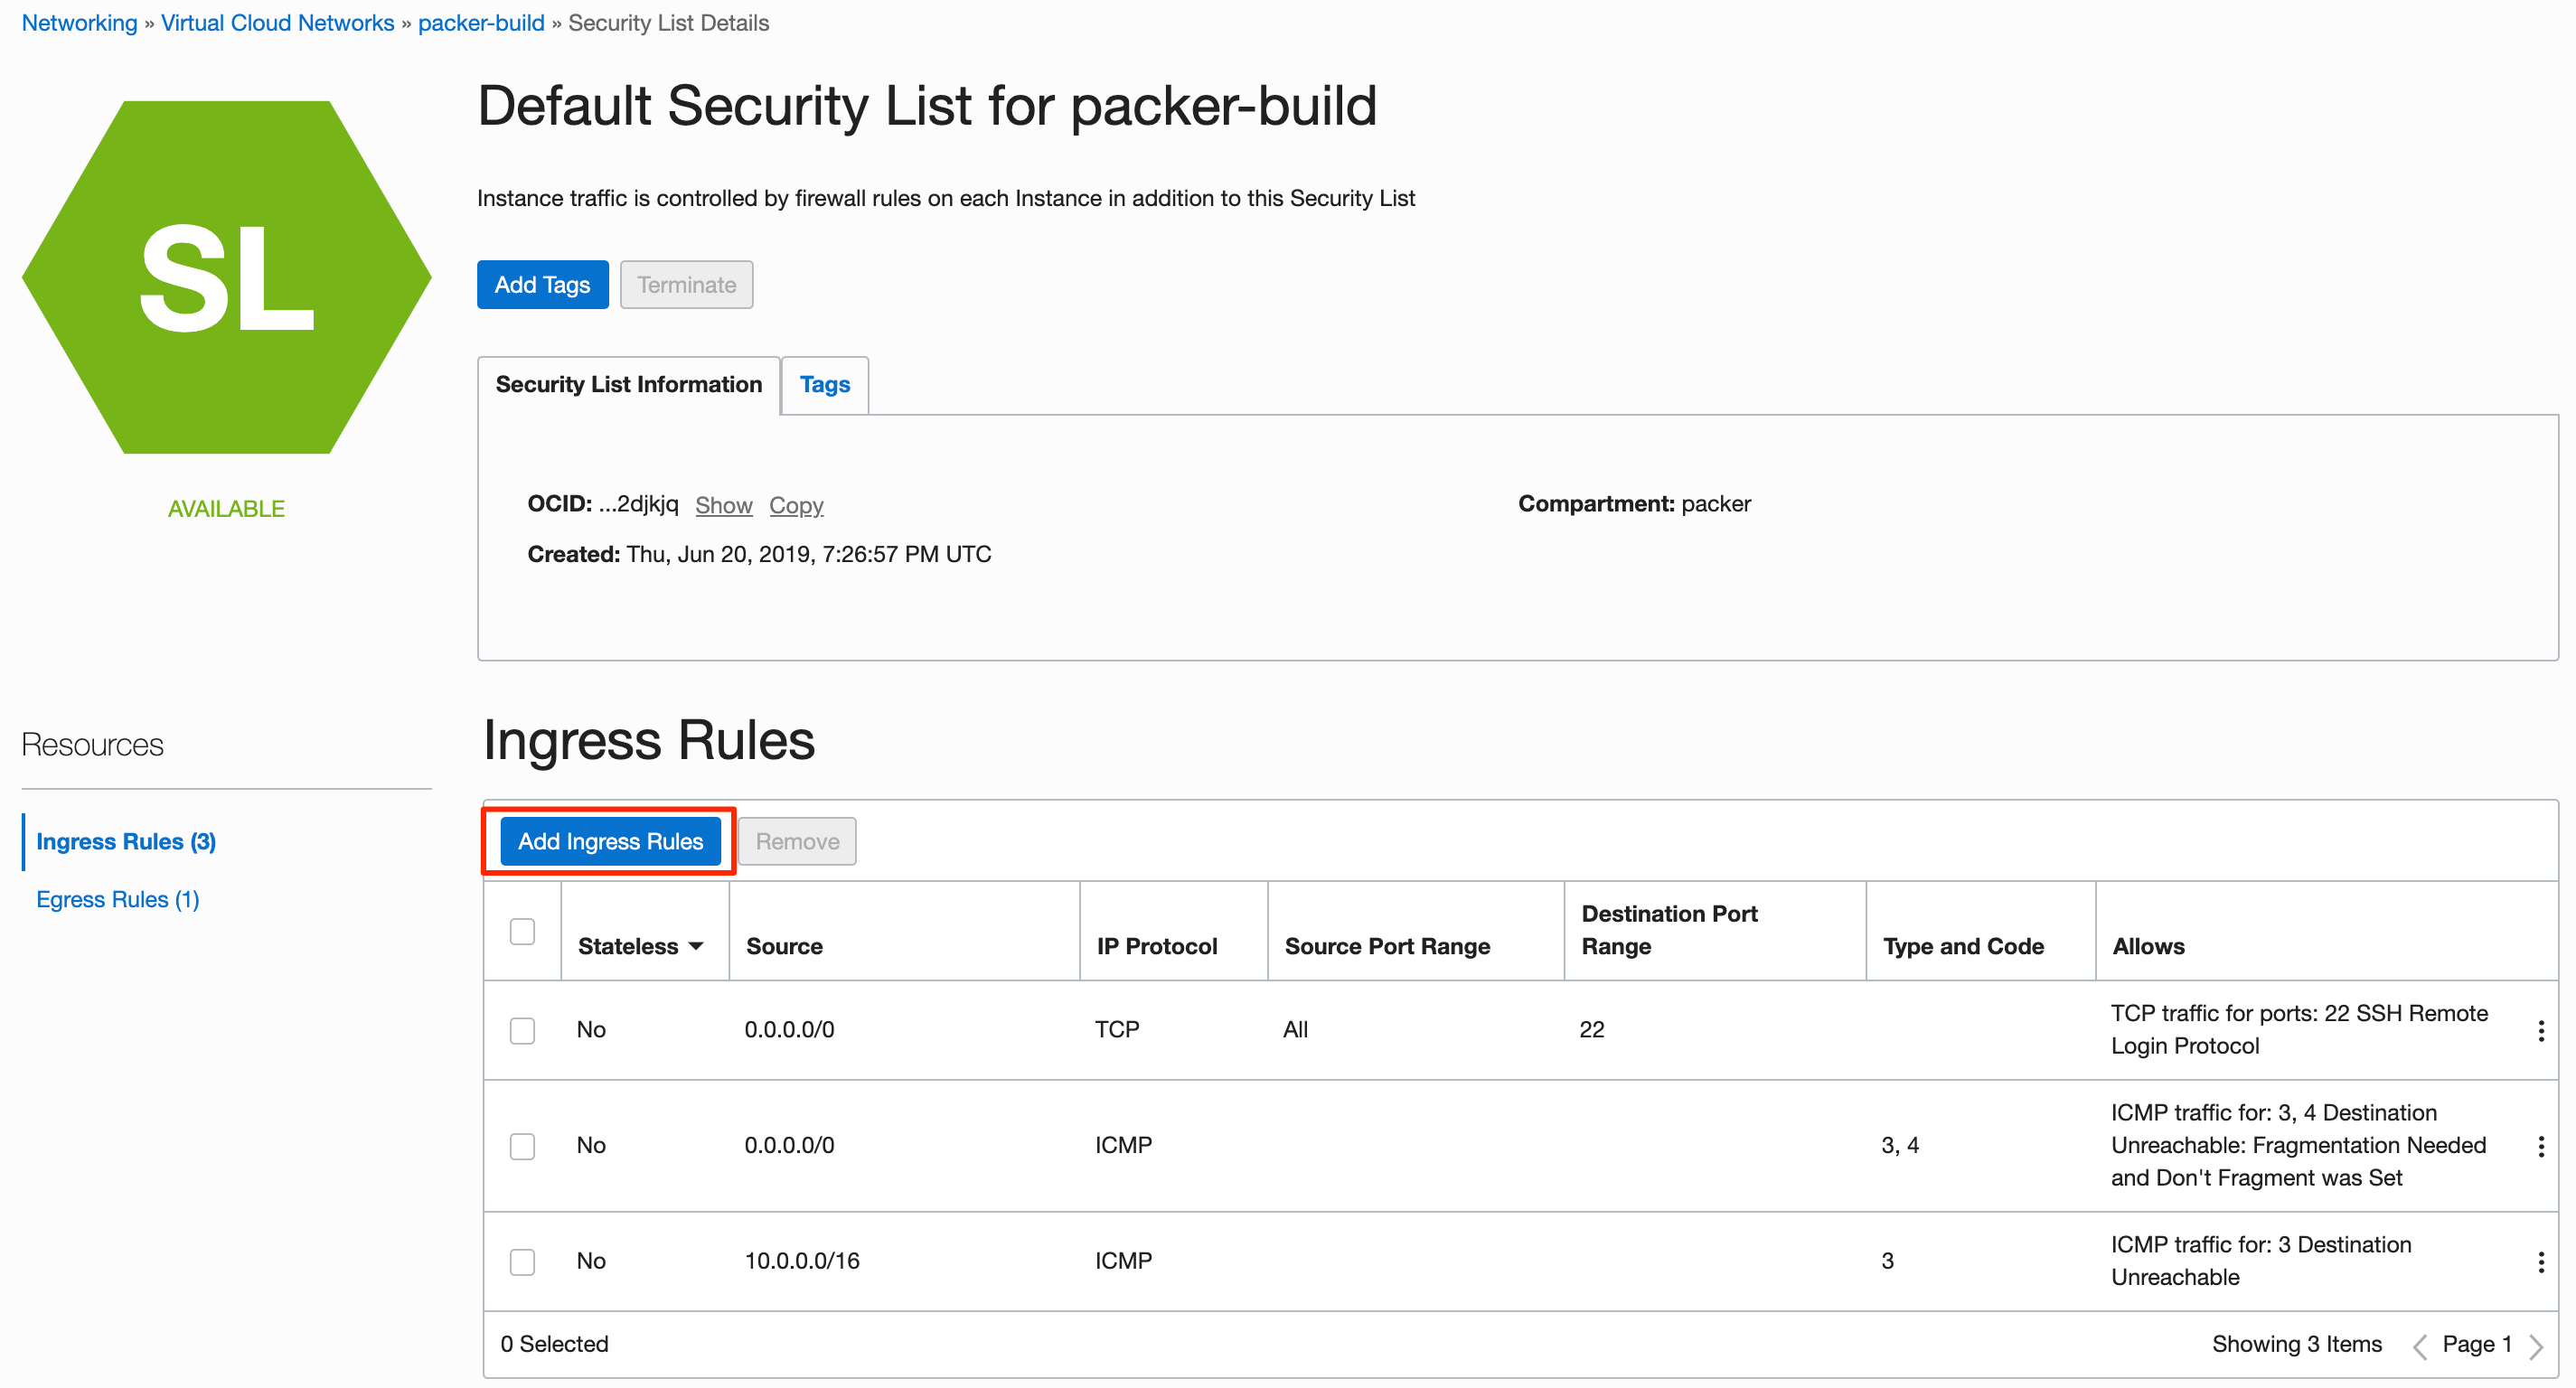 Networking » Virtual Cloud Networks » packer-build » Security List Details
SL
AVAILABLE
Default Security List for packer-build
Instance traffic is controlled by firewall rules on each Instance in addition to this Security List
Add Tags Terminate
Security List Information Tags
OCID: ...2djkjq Show Copy
Compartment: packer
Created: Thu, Jun 20, 2019, 7:26:57 PM UTC
Resources
Ingress Rules (3)
Egress Rules (1)
Ingress Rules
Add Ingress Rules Remove
Stateless Source IP Protocol Source Port Range Destination Port Range Type and Code Allows
No 0.0.0.0/0 TCP All 22 TCP traffic for ports: 22 SSH Remote
Login Protocol
No 0.0.0.0/0 ICMP 3, 4 ICMP traffic for: 3, 4 Destination
Unreachable: Fragmentation Needed
and Don't Fragment was Set
No 10.0.0.0/16 ICMP 3 ICMP traffic for: 3 Destination
Unreachable
0 Selected Showing 3 Items Page 1